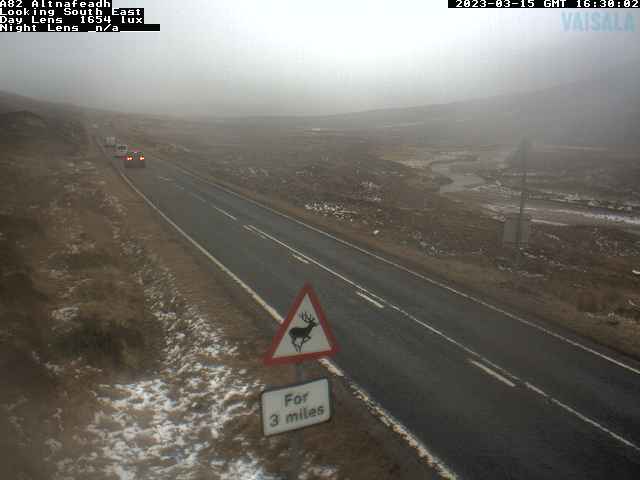 A82 Altnafeadh
Looking South East
Day Lens 1654 lux
Night Lens n/a
2023-03-15 GMT 16:30:02
VAISALA
For
3 miles